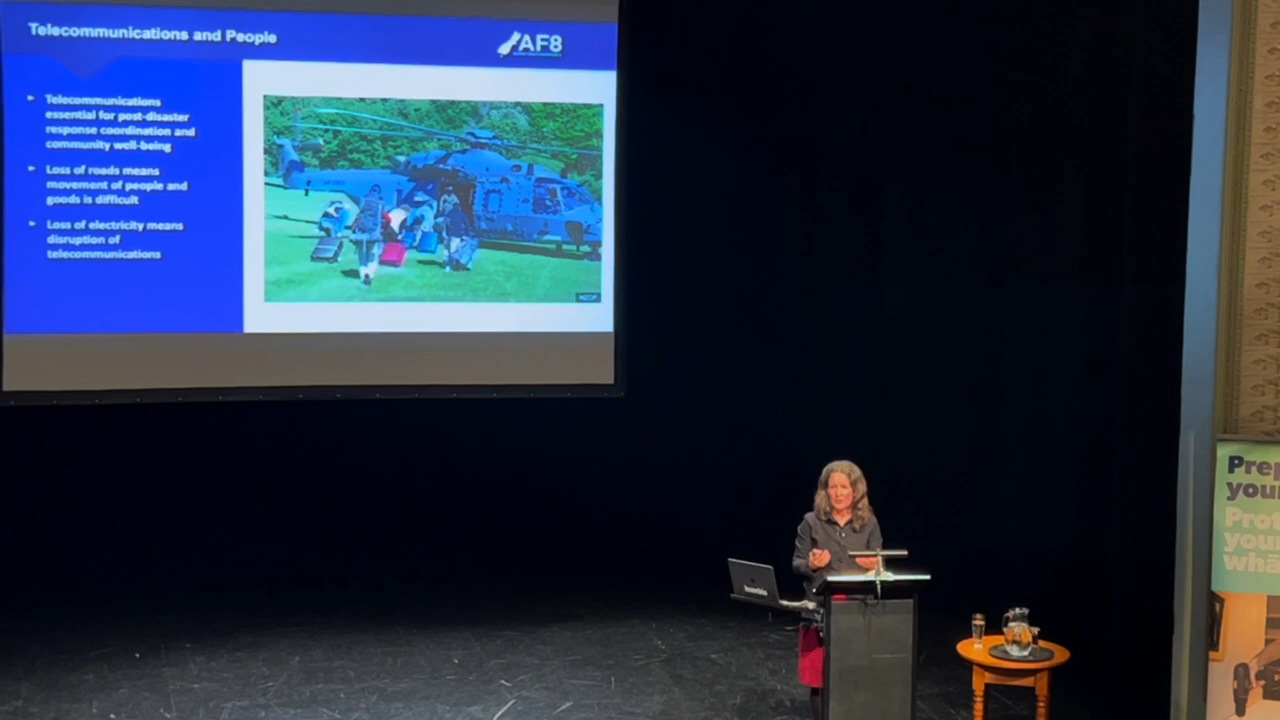 Telecommunications and People
AF8
Telecommunications
essential for post-disaster
response coordination and
community well-being
Loss of roads means
movement of people and
goods is difficult
Loss of electricity means
disruption of
telecommunications
NZDF
Prep
your
Prot
your
wha